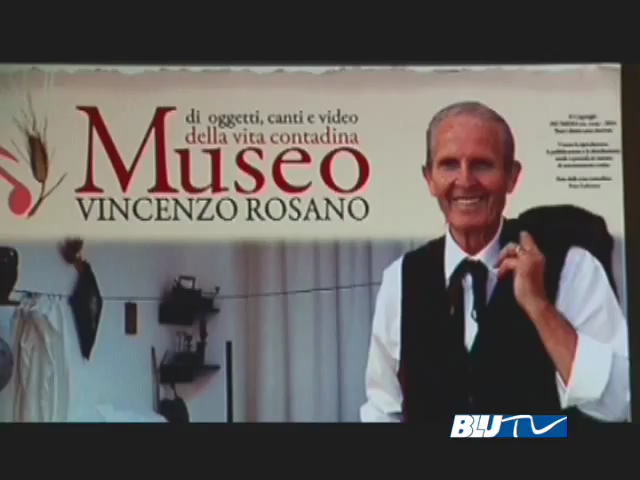 di oggetti, canti e video
della vita contadina
Museo
VINCENZO ROSANO
BLU TV